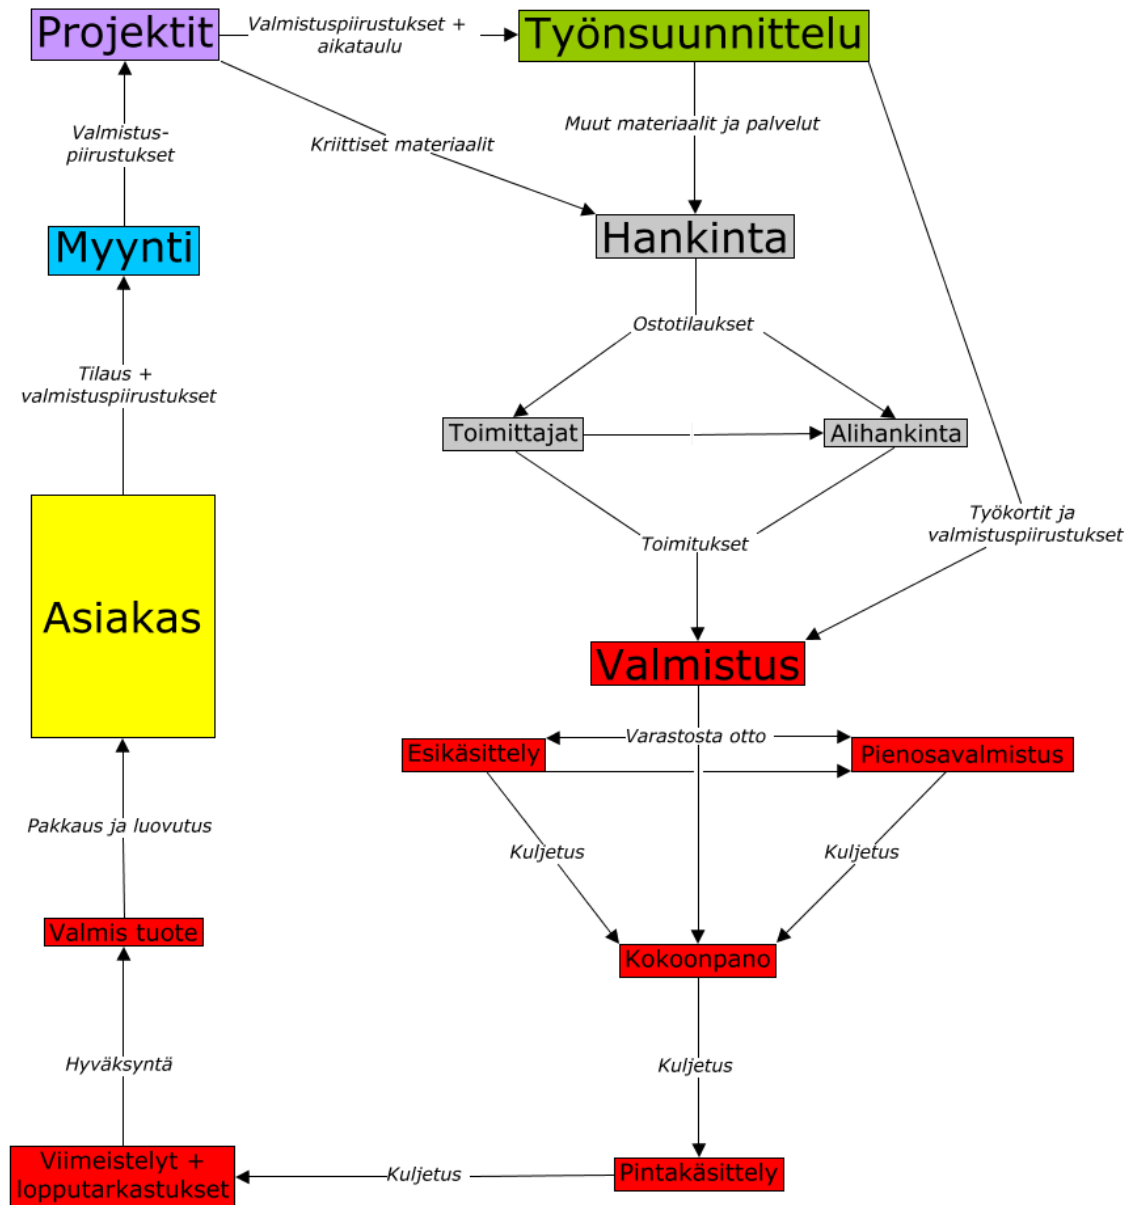 Projektit
Valmistuspiirustukset +
aikataulu
Työnsuunnittelu
Valmistus-
piirustukset
Kriittiset materiaalit
Muut materiaalit ja palvelut
Myynti
Hankinta
Ostotilaukset
Tilaus +
valmistuspiirustukset
Toimittajat
Alihankinta
Työkortit ja
valmistuspiirustukset
Toimitukset
Asiakas
Valmistus
Varastosta otto
Esikäsittely
Pienosavalmistus
Pakkaus ja luovutus
Kuljetus
Kuljetus
Valmis tuote
Kokoonpano
Hyväksyntä
Kuljetus
Viimeistelyt +
lopputarkastukset
Kuljetus
Pintakäsittely